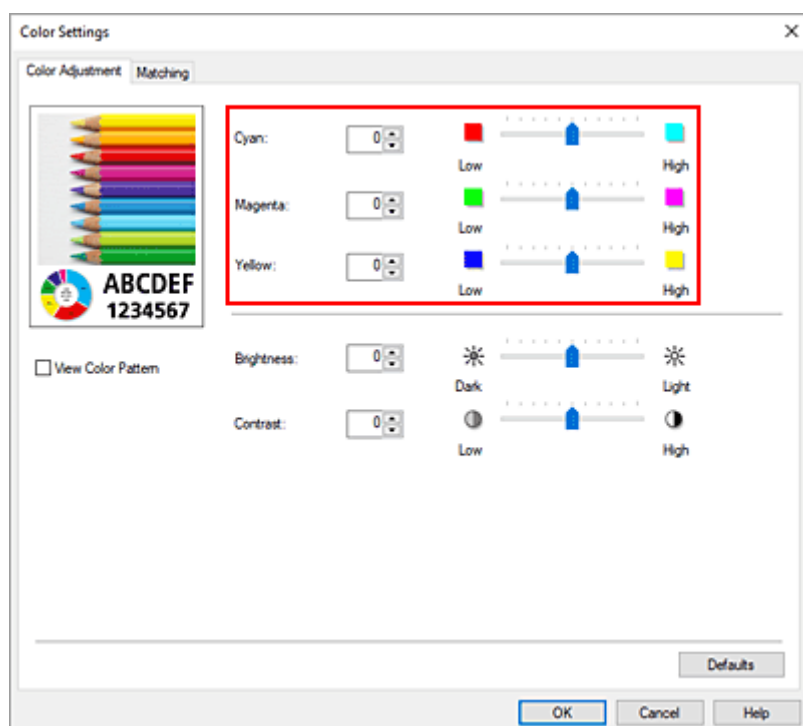 Color Settings
Color Adjustment Matching
Cyan: 0
Low High
Magenta: 0
Low High
Yellow: 0
Low High
ABCDEF
1234567
View Color Pattern
Brightness: 0
Dark Light
Contrast: 0
Low High
Defaults
OK Cancel Help